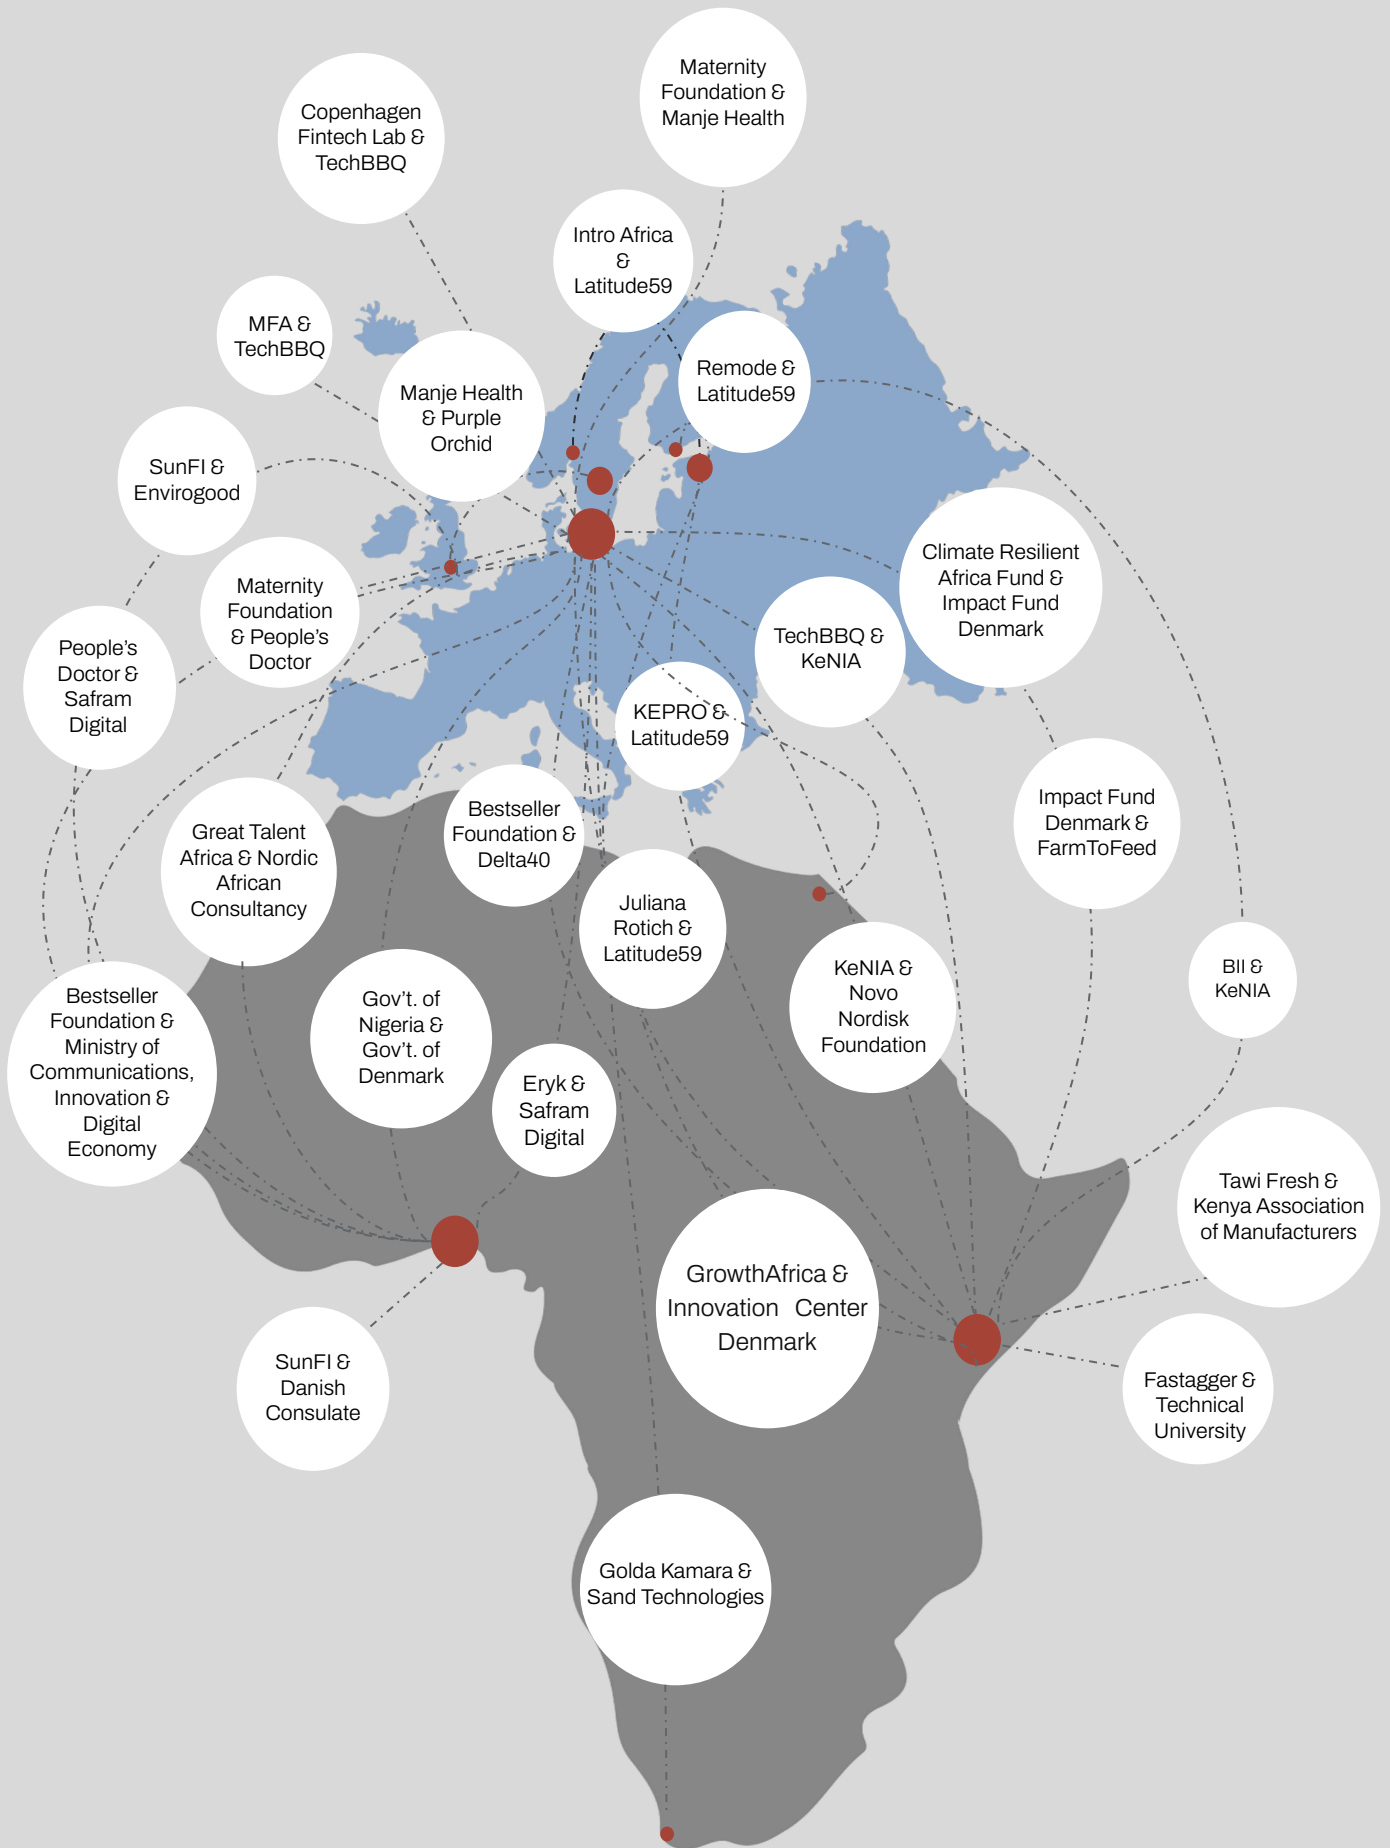 Maternity
Foundation &
Manje Health
Copenhagen
Fintech Lab &
TechBBQ
Intro Africa
&
Latitude59
MFA &
TechBBQ
Remode &
Latitude59
Manje Health
& Purple
Orchid
SunFI &
Envirogood
Climate Resilient
Africa Fund &
Impact Fund
Denmark
Maternity
Foundation
& People's
Doctor
TechBBQ &
KeNIA
People's
Doctor &
Safram
Digital
KEPRO &
Latitude59
Impact Fund
Denmark &
FarmToFeed
Bestseller
Foundation &
Delta40
Great Talent
Africa & Nordic
African
Consultancy
Juliana
Rotich &
Latitude59
KeNIA &
Novo
Nordisk
Foundation
BII &
KeNIA
Bestseller
Foundation &
Ministry of
Communications,
Innovation &
Digital
Economy
Gov't. of
Nigeria &
Gov't. of
Denmark
Eryk &
Safram
Digital
Tawi Fresh &
Kenya Association
of Manufacturers
GrowthAfrica &
Innovation Center
Denmark
SunFI &
Danish
Consulate
Fastagger &
Technical
University
Golda Kamara &
Sand Technologies